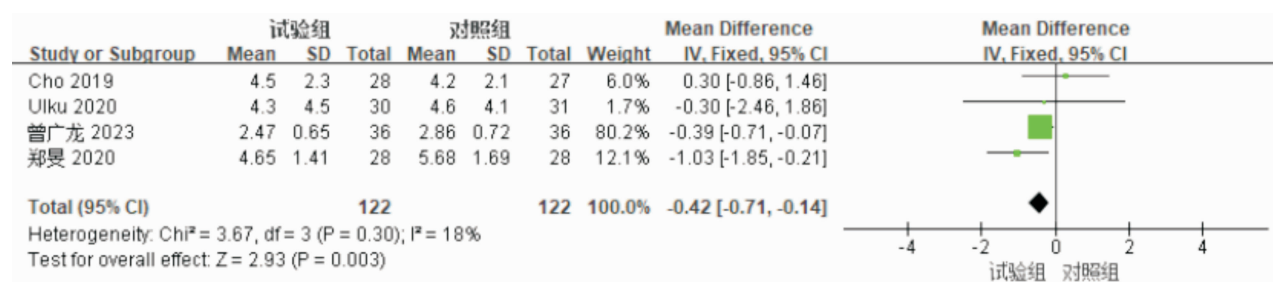 试验组 对照组 Mean Difference Mean Difference
Study or Subgroup Mean SD Total Mean SD Total Weight IV, Fixed, 95% CI IV, Fixed, 95% CI
Cho 2019 4.5 2.3 28 4.2 2.1 27 6.0% 0.30 [-0.86, 1.46]
Ulku 2020 4.3 4.5 30 4.6 4.1 31 1.7% -0.30 [-2.46, 1.86]
曾广龙 2023 2.47 0.65 36 2.86 0.72 36 80.2% -0.39 [-0.71, -0.07]
郑旻 2020 4.65 1.41 28 5.68 1.69 28 12.1% -1.03 [-1.85, -0.21]
Total (95% CI) 122 122 100.0% -0.42 [-0.71, -0.14]
Heterogeneity: Chi² = 3.67, df = 3 (P = 0.30); I² = 18%
Test for overall effect: Z = 2.93 (P = 0.003)
-4 -2 0 2 4
试验组 对照组